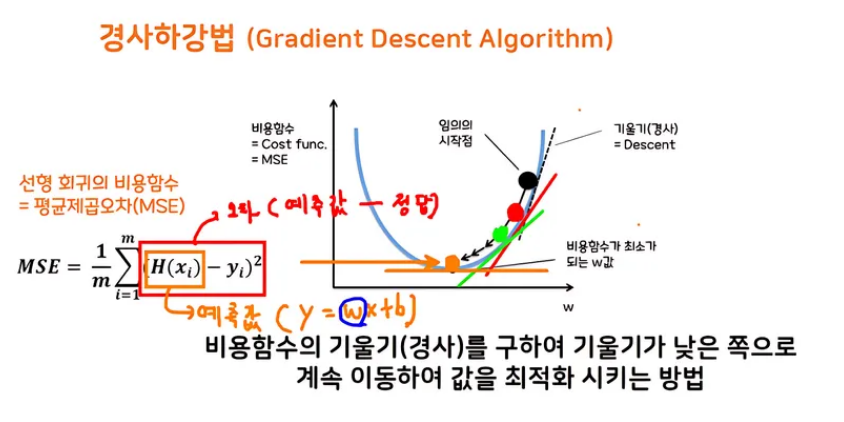 경사하강법 (Gradient Descent Algorithm)
비용함수
= Cost func.
= MSE
임의의
시작점
기울기(경사)
= Descent
선형 회귀의 비용함수
= 평균제곱오차(MSE)
오차 (예측값 - 정답)
MSE = 1/m ∑ᵢ₌₁ᵐ (H(xᵢ) − yᵢ)²
비용함수가 최소가
되는 w값
w
예측값 (y = wx+b)
비용함수의 기울기(경사)를 구하여 기울기가 낮은 쪽으로
계속 이동하여 값을 최적화 시키는 방법